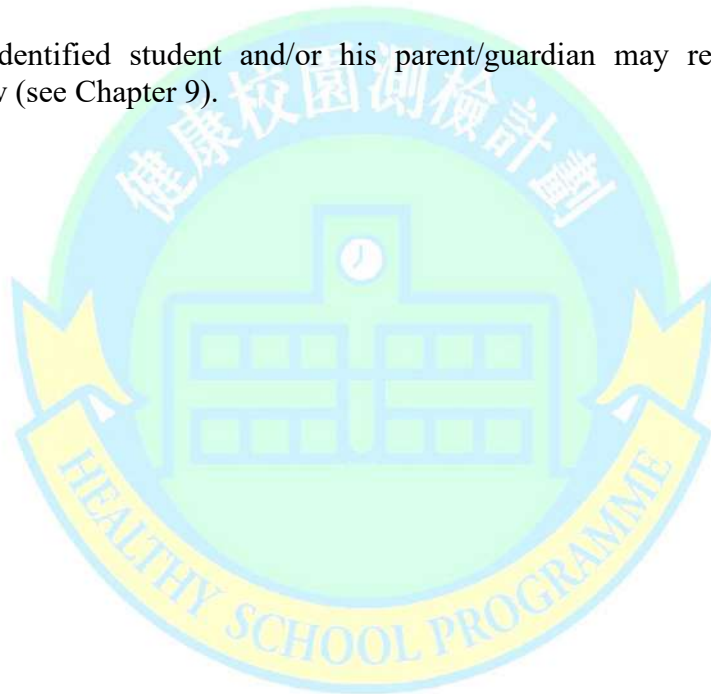 dentified student and/or his parent/guardian may re
(see Chapter 9).
健康校園測檢計劃
HEALTHY SCHOOL PROGRAMME